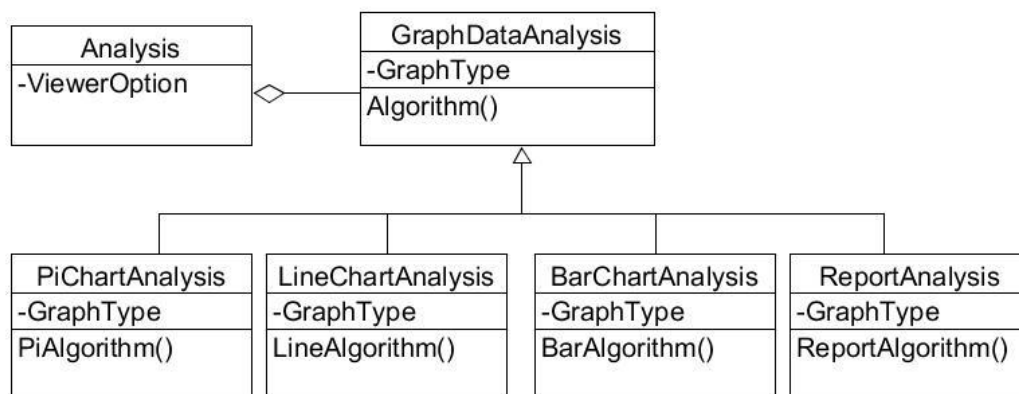 Analysis
-ViewerOption
GraphDataAnalysis
-GraphType
Algorithm()
PiChartAnalysis
-GraphType
PiAlgorithm()
LineChartAnalysis
-GraphType
LineAlgorithm()
BarChartAnalysis
-GraphType
BarAlgorithm()
ReportAnalysis
-GraphType
ReportAlgorithm()